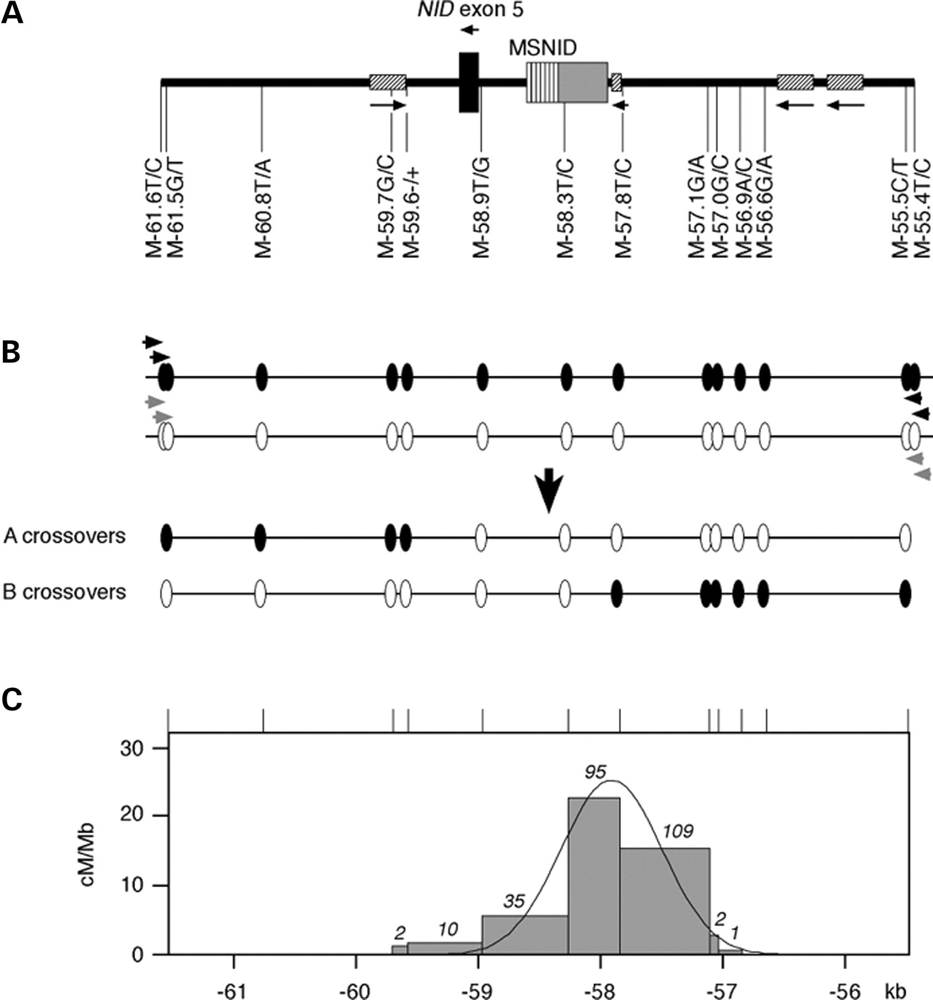 A
NID exon 5
MSNID
M-61.6T/C
M-61.5G/T
M-60.8T/A
M-59.7G/C
M-59.6-/+
M-58.9T/G
M-58.3T/C
M-57.8T/C
M-57.1G/A
M-57.0G/C
M-56.9A/C
M-56.6G/A
M-55.5C/T
M-55.4T/C
B
A crossovers
B crossovers
C
30
20
10
0
cM/Mb
2
10
35
95
109
2
1
-61 -60 -59 -58 -57 -56 kb